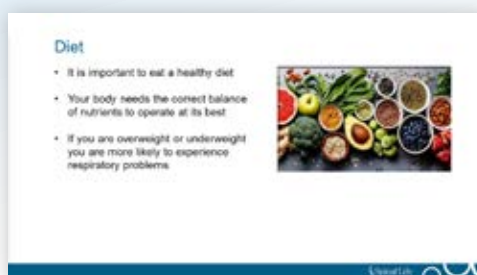 Diet
• It is important to eat a healthy diet
• Your body needs the correct balance
of nutrients to operate at its best
• If you are overweight or underweight
you are more likely to experience
respiratory problems